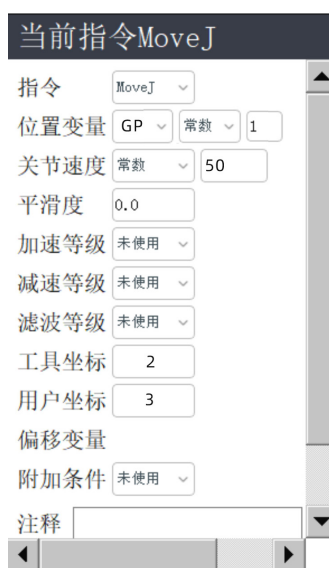 当前指令MoveJ
指令 MoveJ
位置变量 GP 常数 1
关节速度 常数 50
平滑度 0.0
加速等级 未使用
减速等级 未使用
滤波等级 未使用
工具坐标 2
用户坐标 3
偏移变量
附加条件 未使用
注释